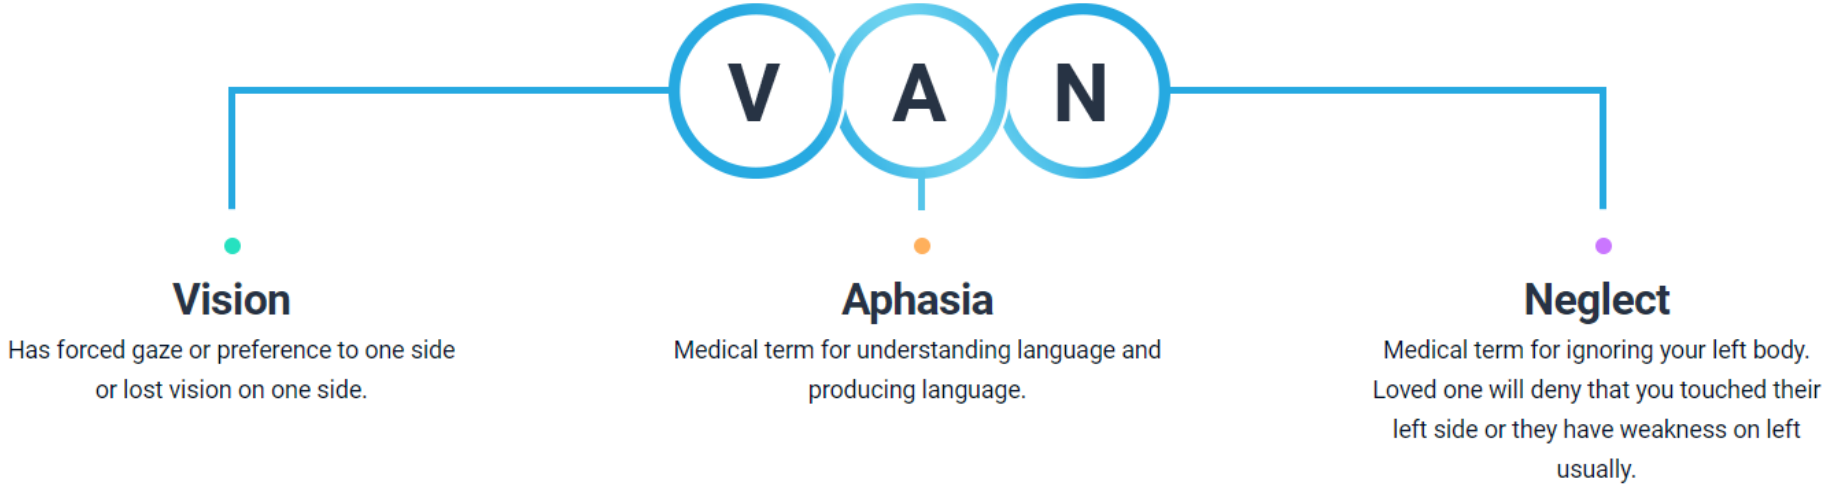 V A N
Vision
Has forced gaze or preference to one side
or lost vision on one side.
Aphasia
Medical term for understanding language and
producing language.
Neglect
Medical term for ignoring your left body.
Loved one will deny that you touched their
left side or they have weakness on left
usually.